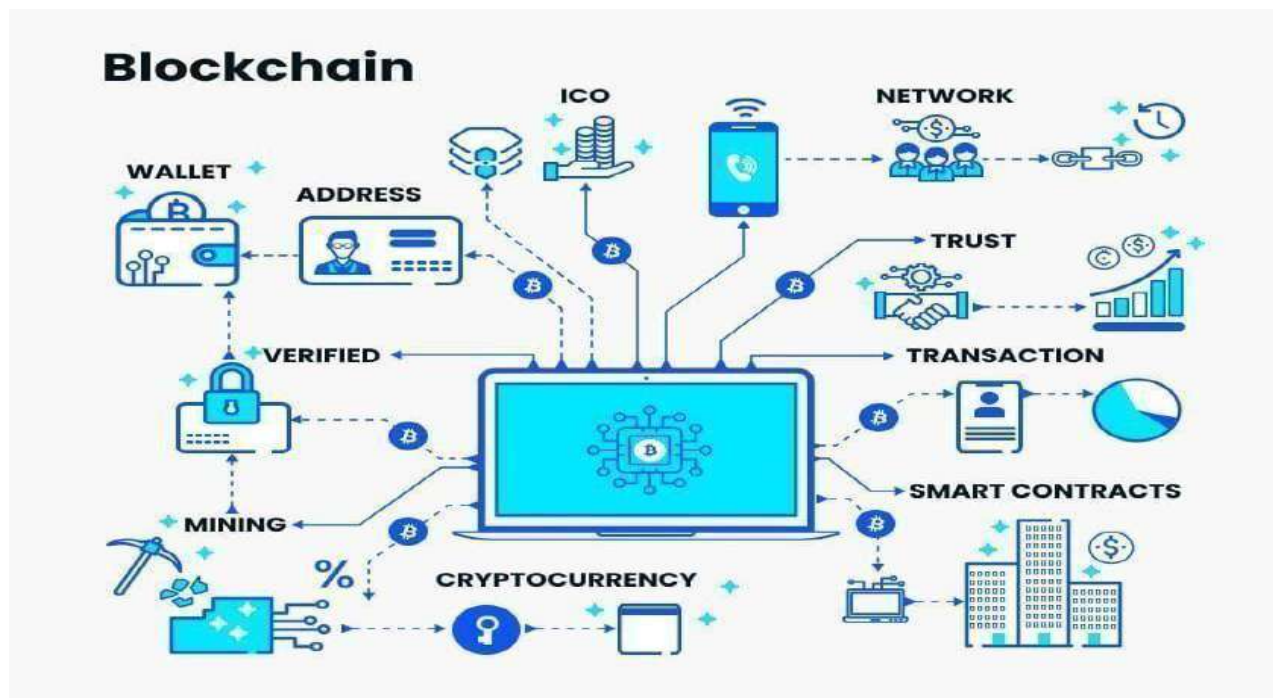 Blockchain
ICO
NETWORK
WALLET
ADDRESS
TRUST
VERIFIED
TRANSACTION
SMART CONTRACTS
MINING
%
CRYPTOCURRENCY